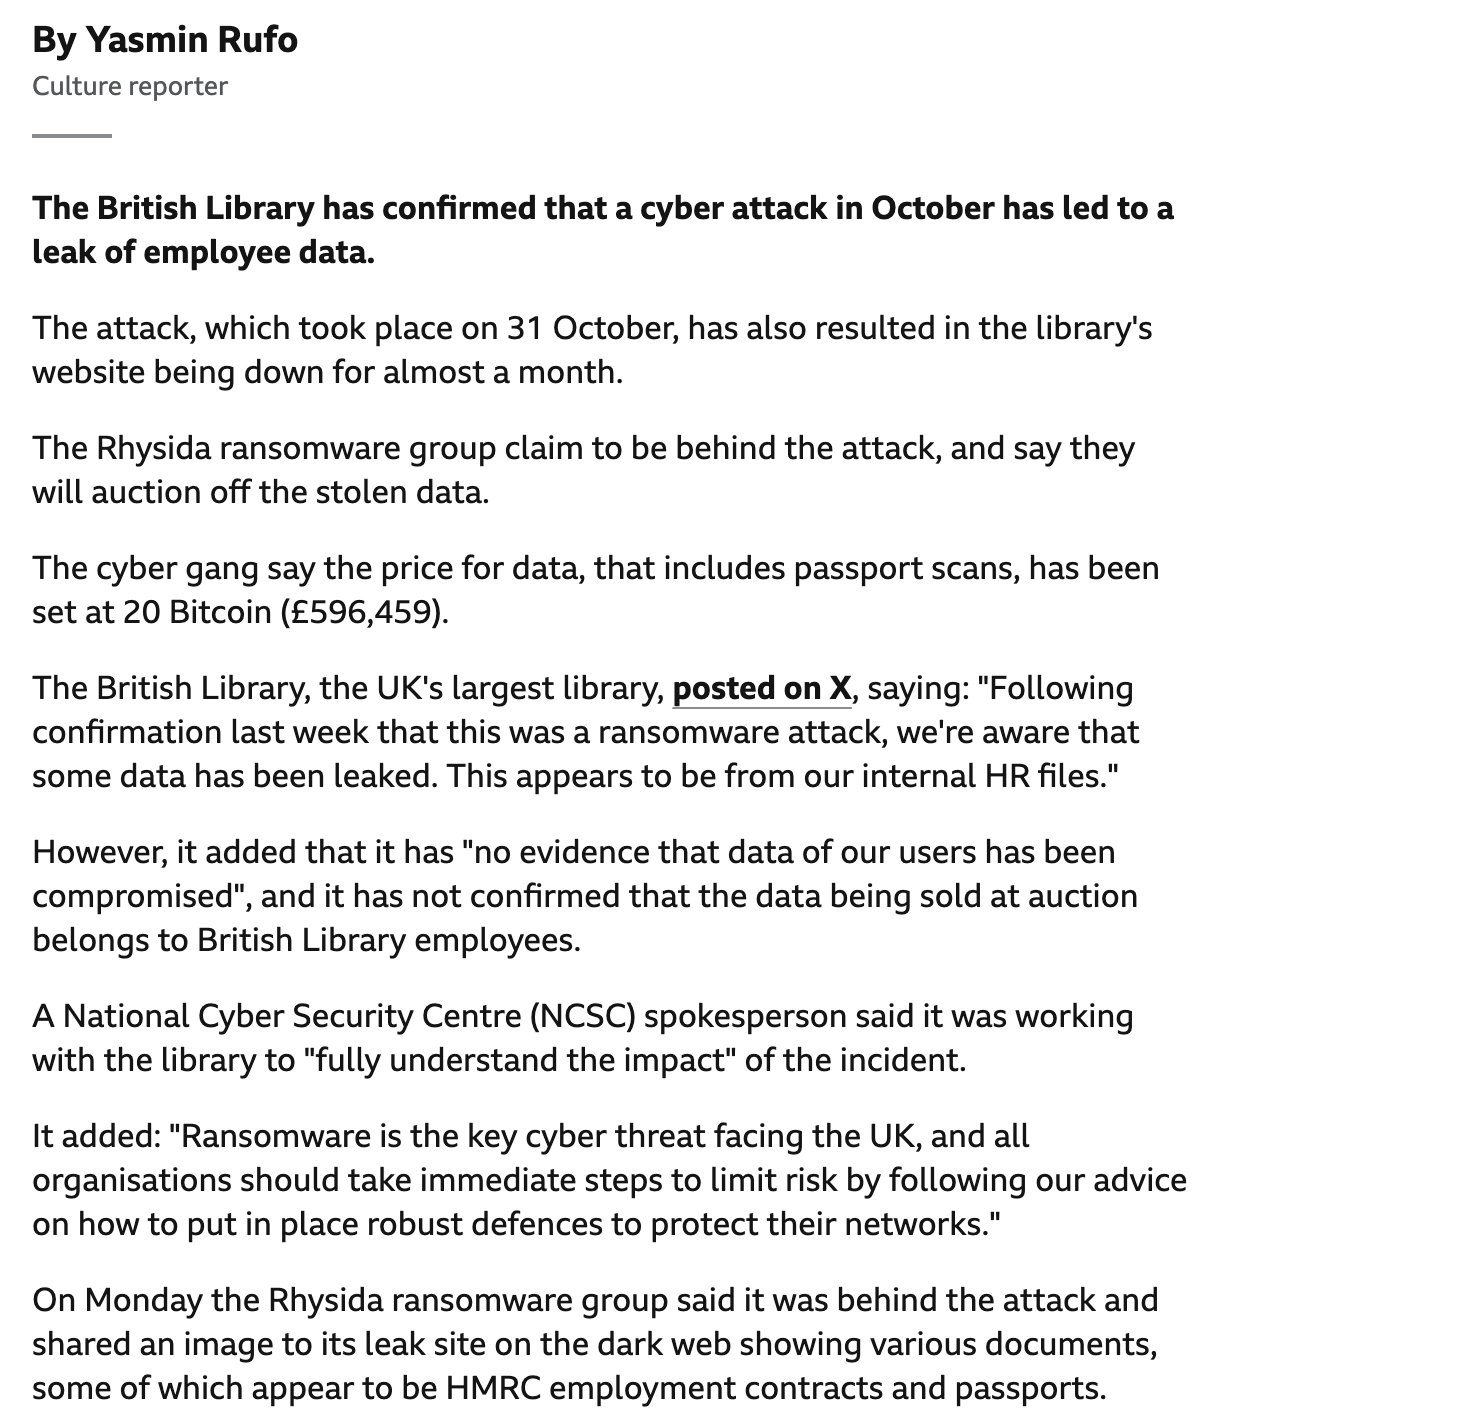 By Yasmin Rufo
Culture reporter
The British Library has confirmed that a cyber attack in October has led to a
leak of employee data.
The attack, which took place on 31 October, has also resulted in the library's
website being down for almost a month.
The Rhysida ransomware group claim to be behind the attack, and say they
will auction off the stolen data.
The cyber gang say the price for data, that includes passport scans, has been
set at 20 Bitcoin (£596,459).
The British Library, the UK's largest library, posted on X, saying: "Following
confirmation last week that this was a ransomware attack, we're aware that
some data has been leaked. This appears to be from our internal HR files."
However, it added that it has "no evidence that data of our users has been
compromised", and it has not confirmed that the data being sold at auction
belongs to British Library employees.
A National Cyber Security Centre (NCSC) spokesperson said it was working
with the library to "fully understand the impact" of the incident.
It added: "Ransomware is the key cyber threat facing the UK, and all
organisations should take immediate steps to limit risk by following our advice
on how to put in place robust defences to protect their networks."
On Monday the Rhysida ransomware group said it was behind the attack and
shared an image to its leak site on the dark web showing various documents,
some of which appear to be HMRC employment contracts and passports.